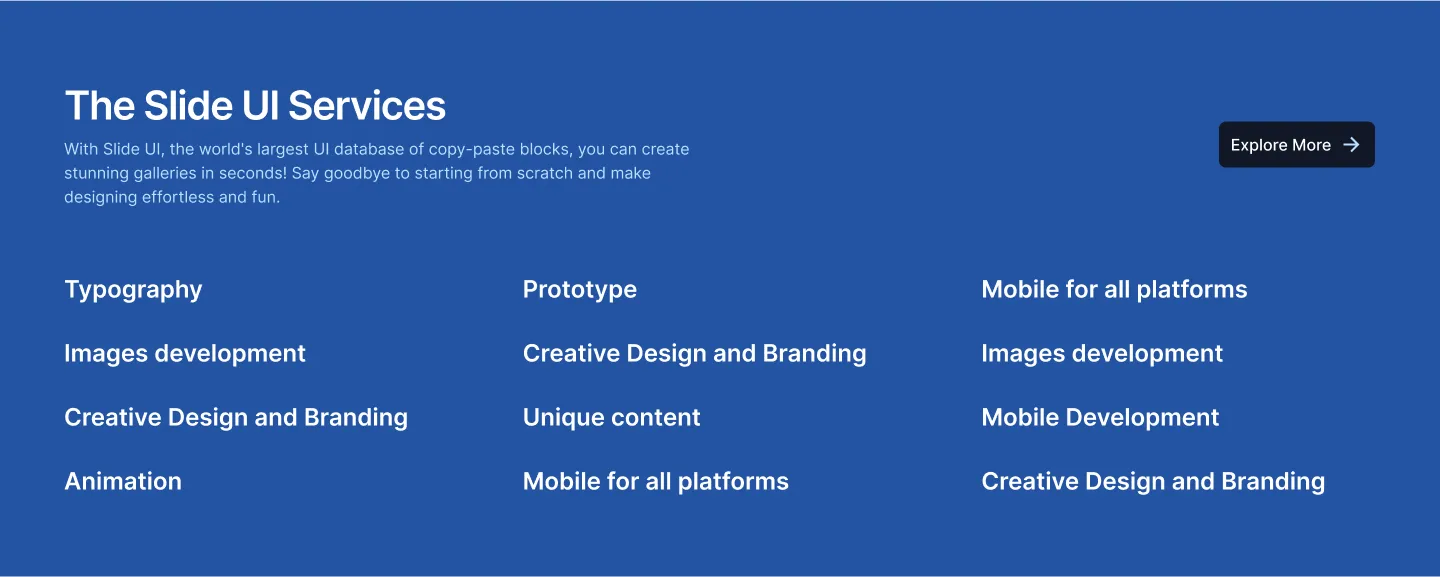 The Slide UI Services
With Slide UI, the world's largest UI database of copy-paste blocks, you can create
stunning galleries in seconds! Say goodbye to starting from scratch and make
designing effortless and fun.
Explore More
Typography
Prototype
Mobile for all platforms
Images development
Creative Design and Branding
Images development
Creative Design and Branding
Unique content
Mobile Development
Animation
Mobile for all platforms
Creative Design and Branding